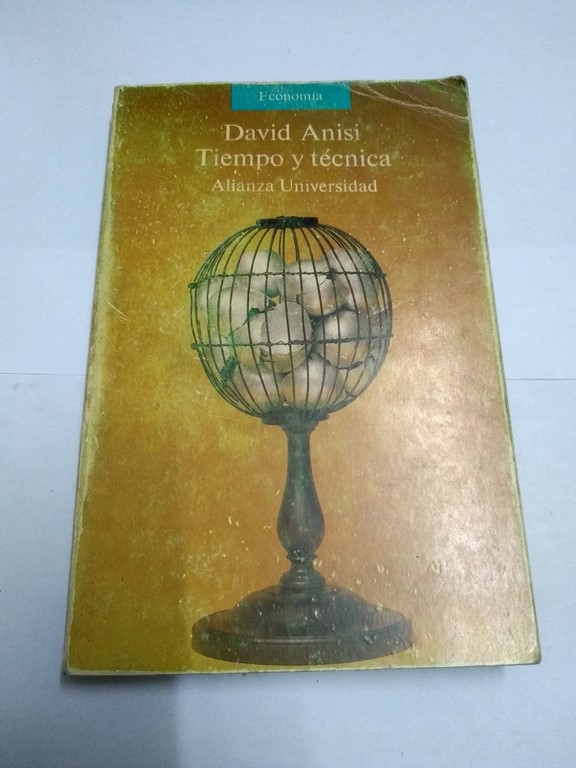 Economía
David Anisi
Tiempo y técnica
Alianza Universidad